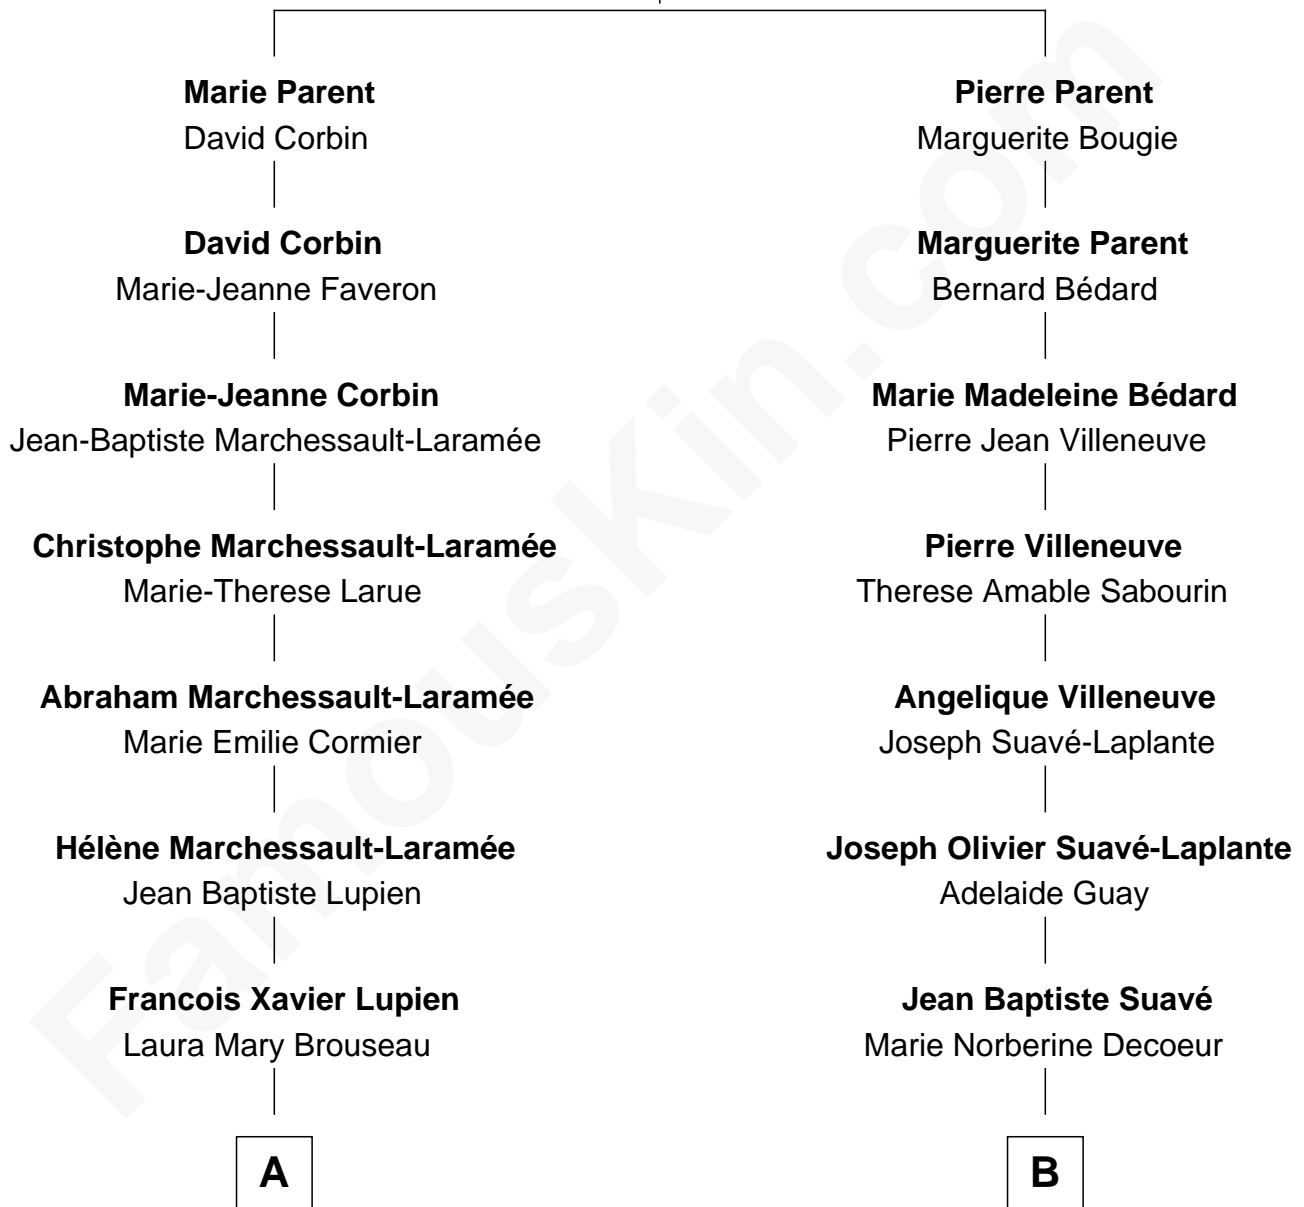 Marie Parent
David Corbin
David Corbin
Marie-Jeanne Faveron
Marie-Jeanne Corbin
Jean-Baptiste Marchessault-Laramée
Christophe Marchessault-Laramée
Marie-Therese Larue
Abraham Marchessault-Laramée
Marie Emilie Cormier
Hélène Marchessault-Laramée
Jean Baptiste Lupien
Francois Xavier Lupien
Laura Mary Brouseau
A
Pierre Parent
Marguerite Bougie
Marguerite Parent
Bernard Bédard
Marie Madeleine Bédard
Pierre Jean Villeneuve
Pierre Villeneuve
Therese Amable Sabourin
Angelique Villeneuve
Joseph Suavé-Laplante
Joseph Olivier Suavé-Laplante
Adelaide Guay
Jean Baptiste Suavé
Marie Norberine Decoeur
B
FamousKin.com